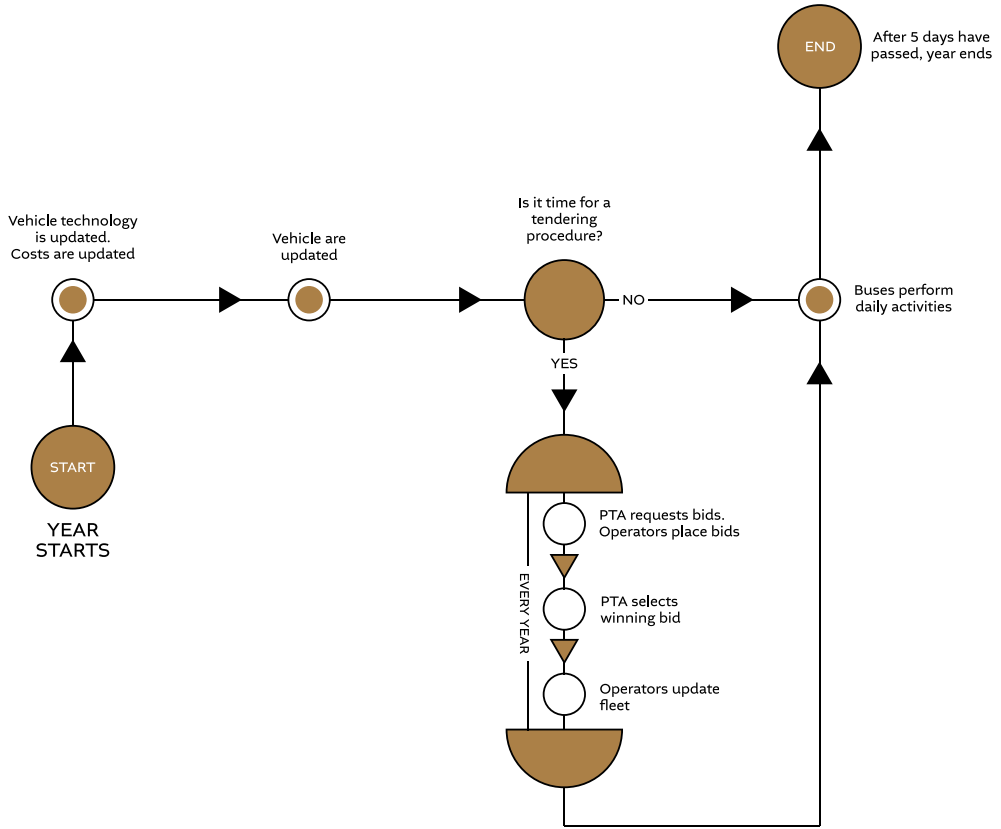 END
After 5 days have
passed, year ends
Vehicle technology
is updated.
Costs are updated
Vehicle are
updated
Is it time for a
tendering
procedure?
NO
Buses perform
daily activities
YES
START
YEAR
STARTS
PTA requests bids.
Operators place bids
EVERY YEAR
PTA selects
winning bid
Operators update
fleet